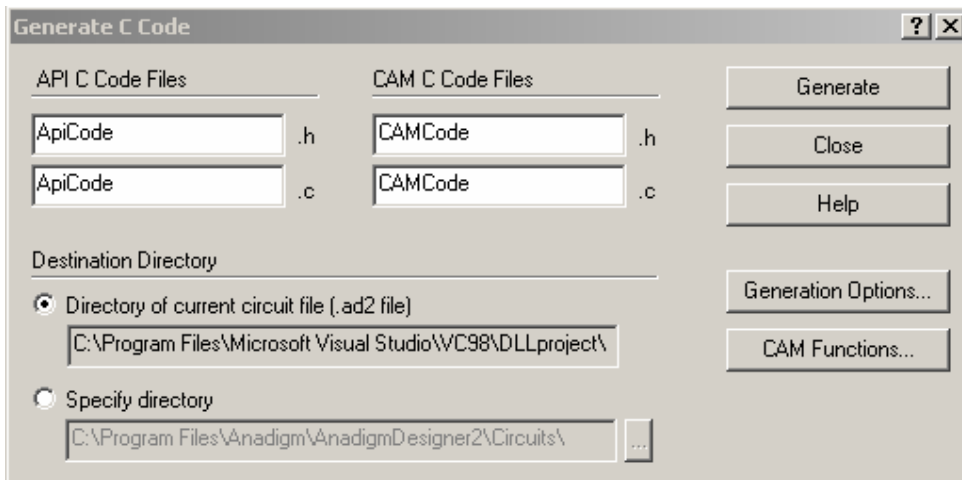 Generate C Code
? X
API C Code Files
CAM C Code Files
Generate
ApiCode .h
CAMCode .h
Close
ApiCode .c
CAMCode .c
Help
Destination Directory
Directory of current circuit file (.ad2 file)
Generation Options...
C:\Program Files\Microsoft Visual Studio\VC98\DLLproject\
CAM Functions...
Specify directory
C:\Program Files\Anadigm\AnadigmDesigner2\Circuits\
...